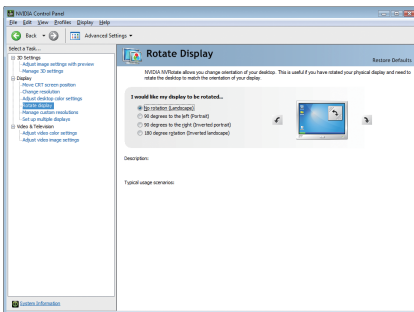 NVIDIA Control Panel
File Edit View Profiles Display Help
Back Advanced Settings
Select a Task...
3D Settings
Adjust image settings with preview
Manage 3D settings
Display
Move CRT screen position
Change resolution
Adjust desktop color settings
Rotate display
Manage custom resolutions
Set up multiple displays
Video & Television
Adjust video color settings
Adjust video image settings
System Information
Rotate Display
Restore Defaults
NVIDIA NVRotate allows you change orientation of your desktop. This is useful if you have rotated your physical display and need to
rotate the desktop to match the orientation of your display.
I would like my display to be rotated...
No rotation (Landscape)
90 degrees to the left (Portrait)
90 degrees to the right (Inverted portrait)
180 degree rotation (Inverted landscape)
Description:
Typical usage scenarios: